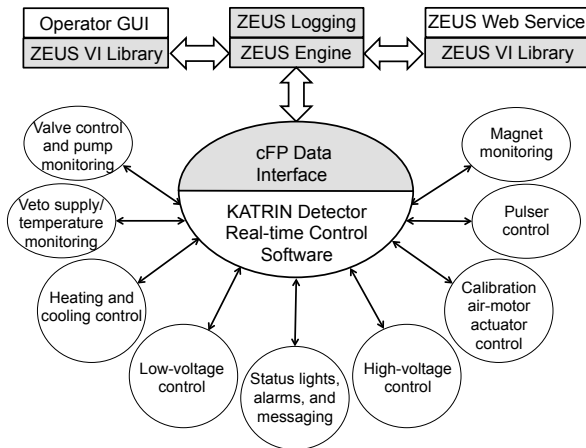 Operator GUI
ZEUS VI Library
ZEUS Logging
ZEUS Engine
ZEUS Web Service
ZEUS VI Library
cFP Data
Interface
KATRIN Detector
Real-time Control
Software
Valve control
and pump
monitoring
Veto supply/
temperature
monitoring
Heating and
cooling control
Low-voltage
control
Status lights,
alarms, and
messaging
High-voltage
control
Calibration
air-motor
actuator
control
Pulser
control
Magnet
monitoring